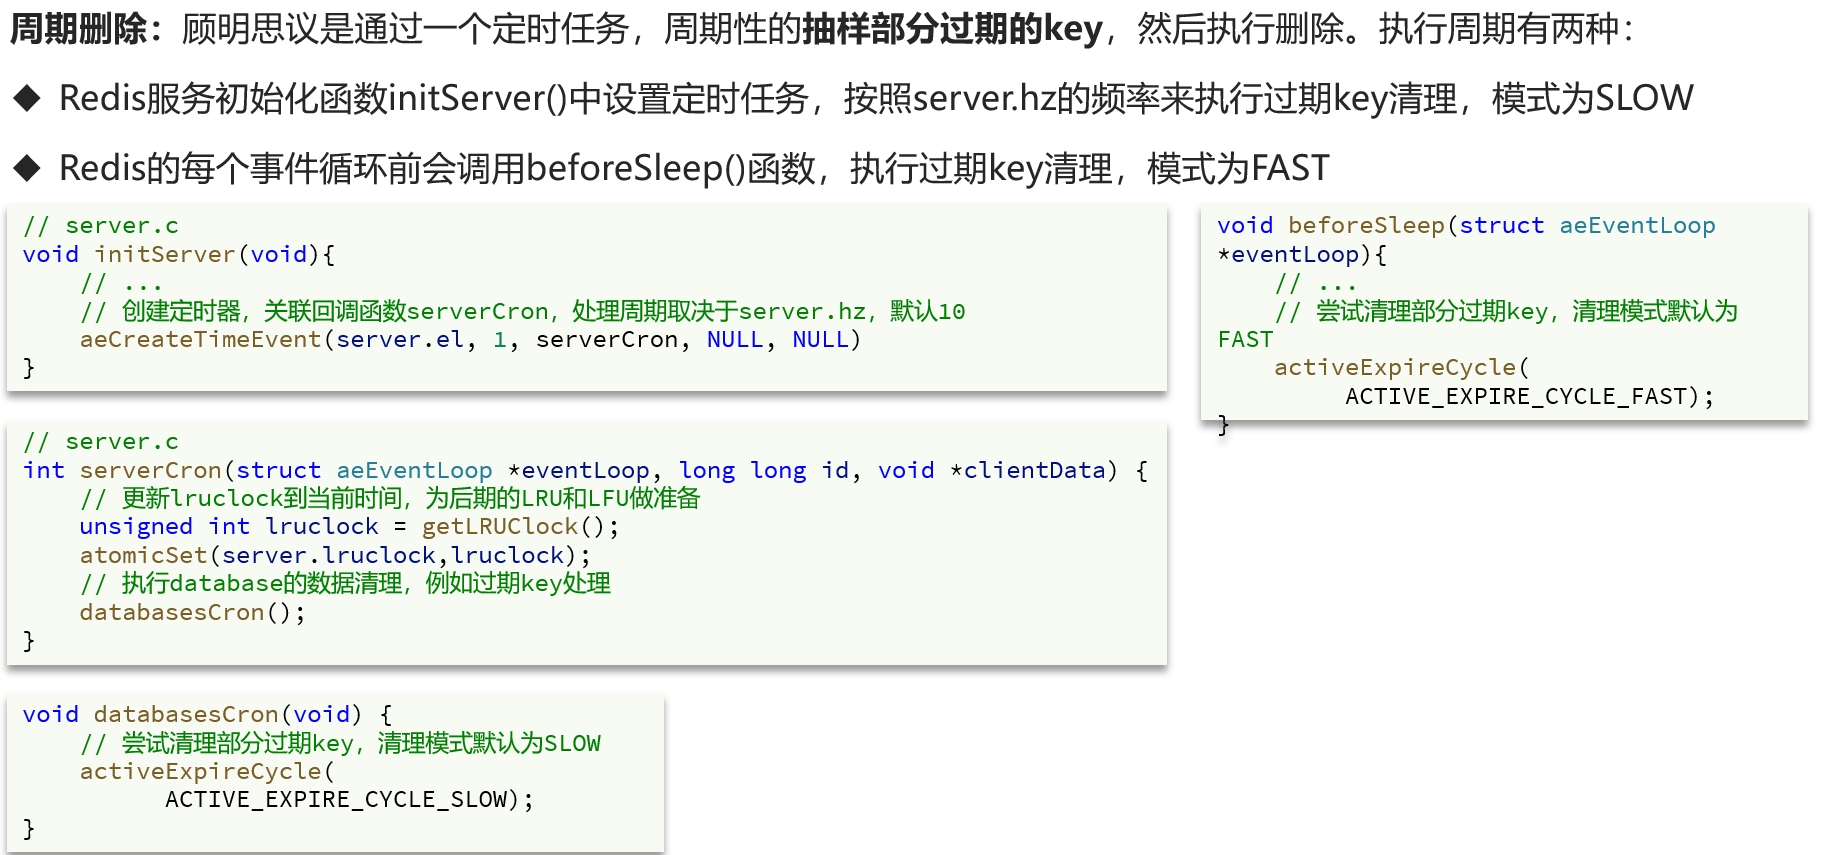 周期删除：顾明思议是通过一个定时任务，周期性的抽样部分过期的key，然后执行删除。执行周期有两种：
◆ Redis服务初始化函数initServer()中设置定时任务，按照server.hz的频率来执行过期key清理，模式为SLOW
◆ Redis的每个事件循环前会调用beforeSleep()函数，执行过期key清理，模式为FAST
// server.c
void initServer(void){
    // ...
    // 创建定时器，关联回调函数serverCron，处理周期取决于server.hz，默认10
    aeCreateTimeEvent(server.el, 1, serverCron, NULL, NULL)
}
void beforeSleep(struct aeEventLoop
*eventLoop){
    // ...
    // 尝试清理部分过期key，清理模式默认为
FAST
    activeExpireCycle(
         ACTIVE_EXPIRE_CYCLE_FAST);
}
// server.c
int serverCron(struct aeEventLoop *eventLoop, long long id, void *clientData) {
    // 更新lruclock到当前时间，为后期的LRU和LFU做准备
    unsigned int lruclock = getLRUClock();
    atomicSet(server.lruclock,lruclock);
    // 执行database的数据清理，例如过期key处理
    databasesCron();
}
void databasesCron(void) {
    // 尝试清理部分过期key，清理模式默认为SLOW
    activeExpireCycle(
          ACTIVE_EXPIRE_CYCLE_SLOW);
}